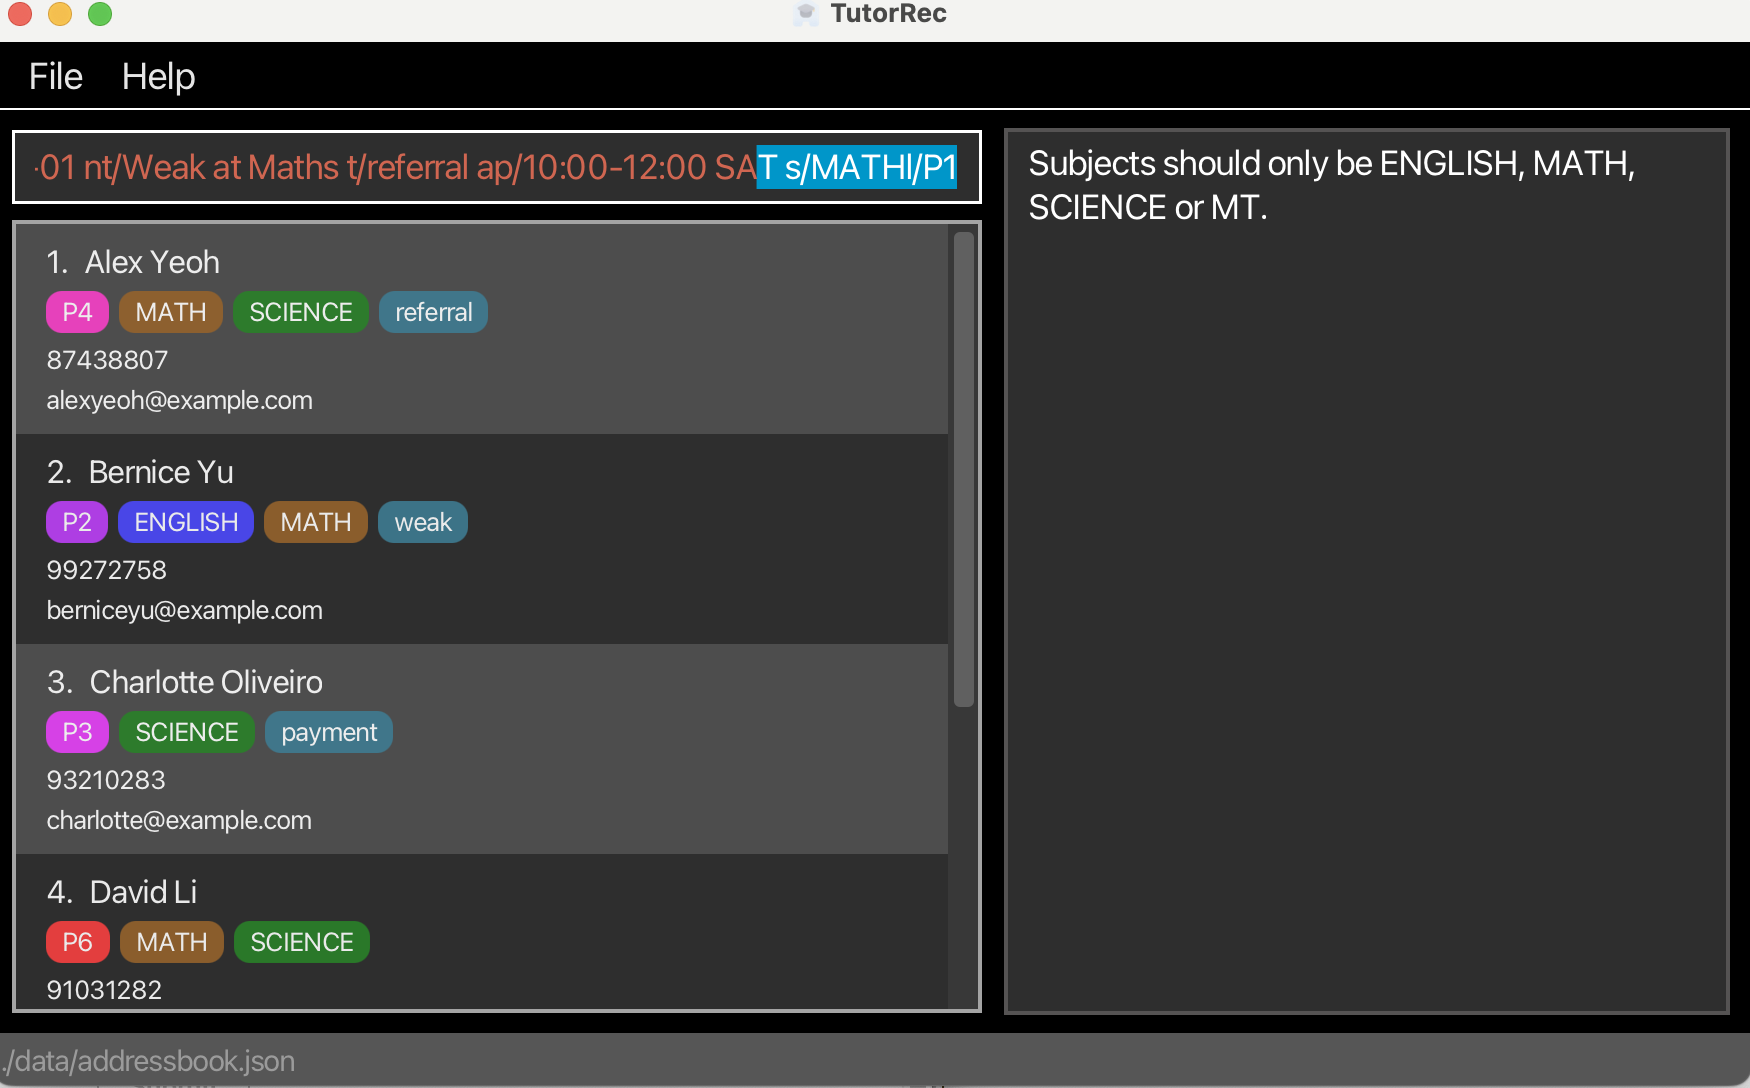 TutorRec
File Help
01 nt/Weak at Maths t/referral ap/10:00-12:00 SAT s/MATHl/P1
Subjects should only be ENGLISH, MATH,
SCIENCE or MT.
1. Alex Yeoh
P4 MATH SCIENCE referral
87438807
alexyeoh@example.com
2. Bernice Yu
P2 ENGLISH MATH weak
99272758
berniceyu@example.com
3. Charlotte Oliveiro
P3 SCIENCE payment
93210283
charlotte@example.com
4. David Li
P6 MATH SCIENCE
91031282
./data/addressbook.json